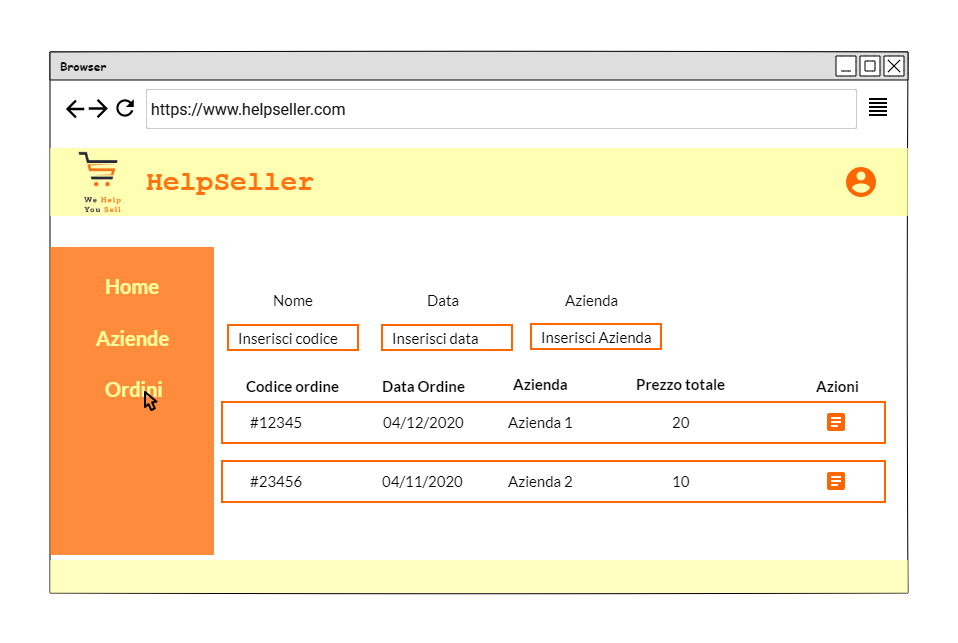 Browser
https://www.helpseller.com
We Help
You Sell
HelpSeller
Home
Aziende
Ordini
Nome Data Azienda
Inserisci codice Inserisci data Inserisci Azienda
Codice ordine Data Ordine Azienda Prezzo totale Azioni
#12345 04/12/2020 Azienda 1 20
#23456 04/11/2020 Azienda 2 10